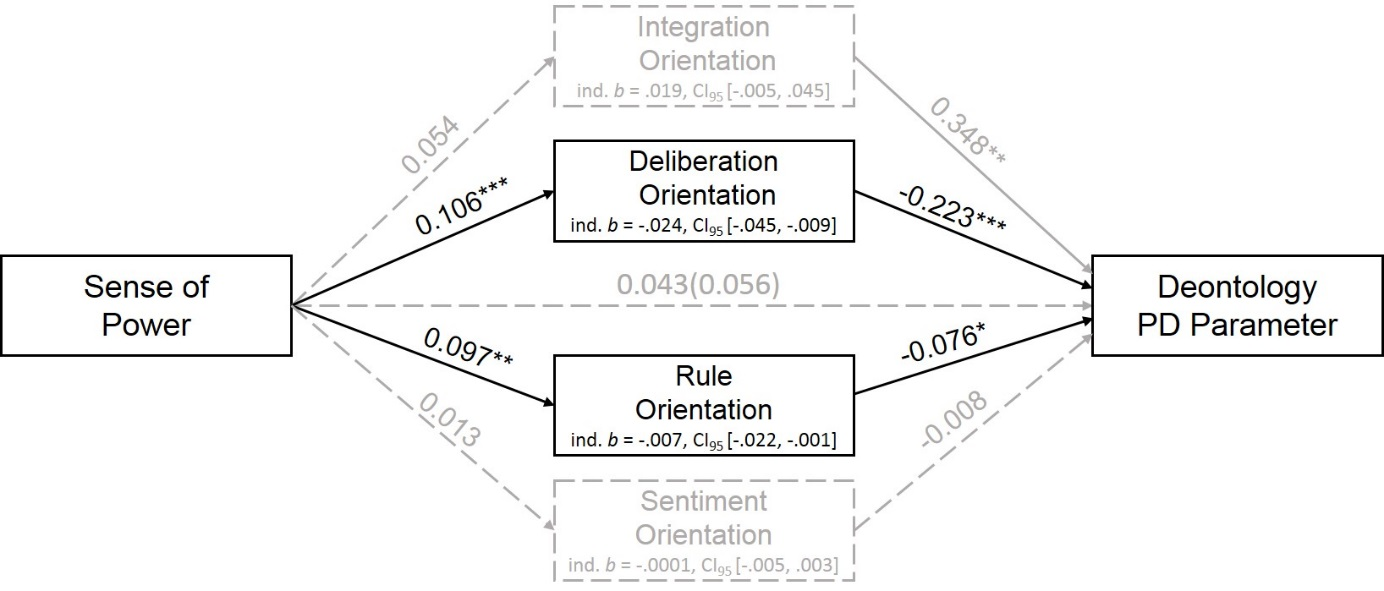 Integration
Orientation
ind. b = .019, CI95 [-.005, .045]
0.054
0.348**
Deliberation
Orientation
ind. b = -.024, CI95 [-.045, -.009]
0.106***
-0.223***
Sense of
Power
0.043(0.056)
Deontology
PD Parameter
0.097**
-0.076*
Rule
Orientation
ind. b = -.007, CI95 [-.022, -.001]
0.013
-0.008
Sentiment
Orientation
ind. b = -.0001, CI95 [-.005, .003]